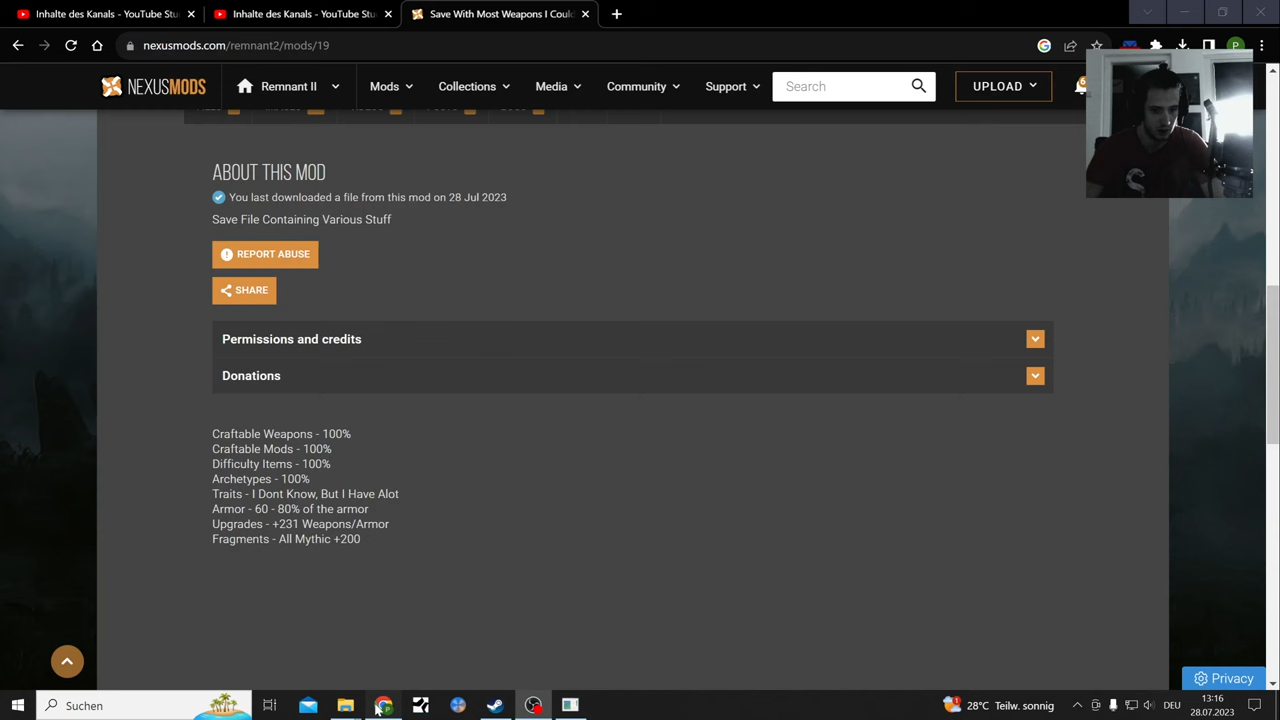 Inhalte des Kanals - YouTube Stu
Inhalte des Kanals - YouTube Stu
Save With Most Weapons I Could
nexusmods.com/remnant2/mods/19
P
NEXUSMODS
Remnant II
Mods
Collections
Media
Community
Support
Search
UPLOAD
ABOUT THIS MOD
You last downloaded a file from this mod on 28 Jul 2023
Save File Containing Various Stuff
REPORT ABUSE
SHARE
Permissions and credits
Donations
Craftable Weapons - 100%
Craftable Mods - 100%
Difficulty Items - 100%
Archetypes - 100%
Traits - I Dont Know, But I Have Alot
Armor - 60 - 80% of the armor
Upgrades - +231 Weapons/Armor
Fragments - All Mythic +200
Privacy
Suchen
28°C Teilw. sonnig
DEU
13:16
28.07.2023